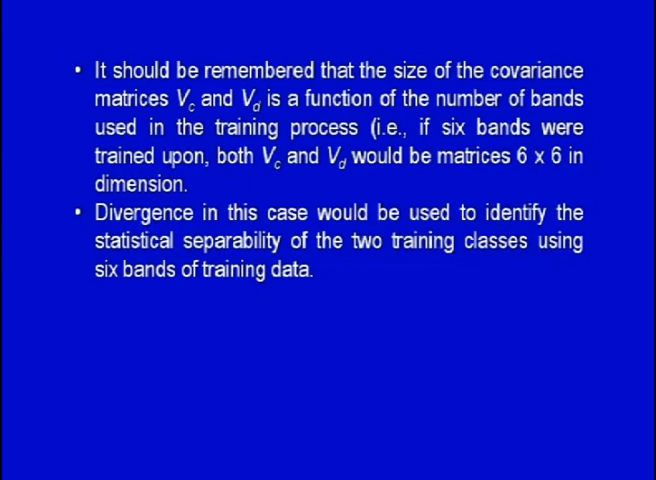 • It should be remembered that the size of the covariance
matrices Vc and Vd is a function of the number of bands
used in the training process (i.e., if six bands were
trained upon, both Vc and Vd would be matrices 6 x 6 in
dimension.
• Divergence in this case would be used to identify the
statistical separability of the two training classes using
six bands of training data.